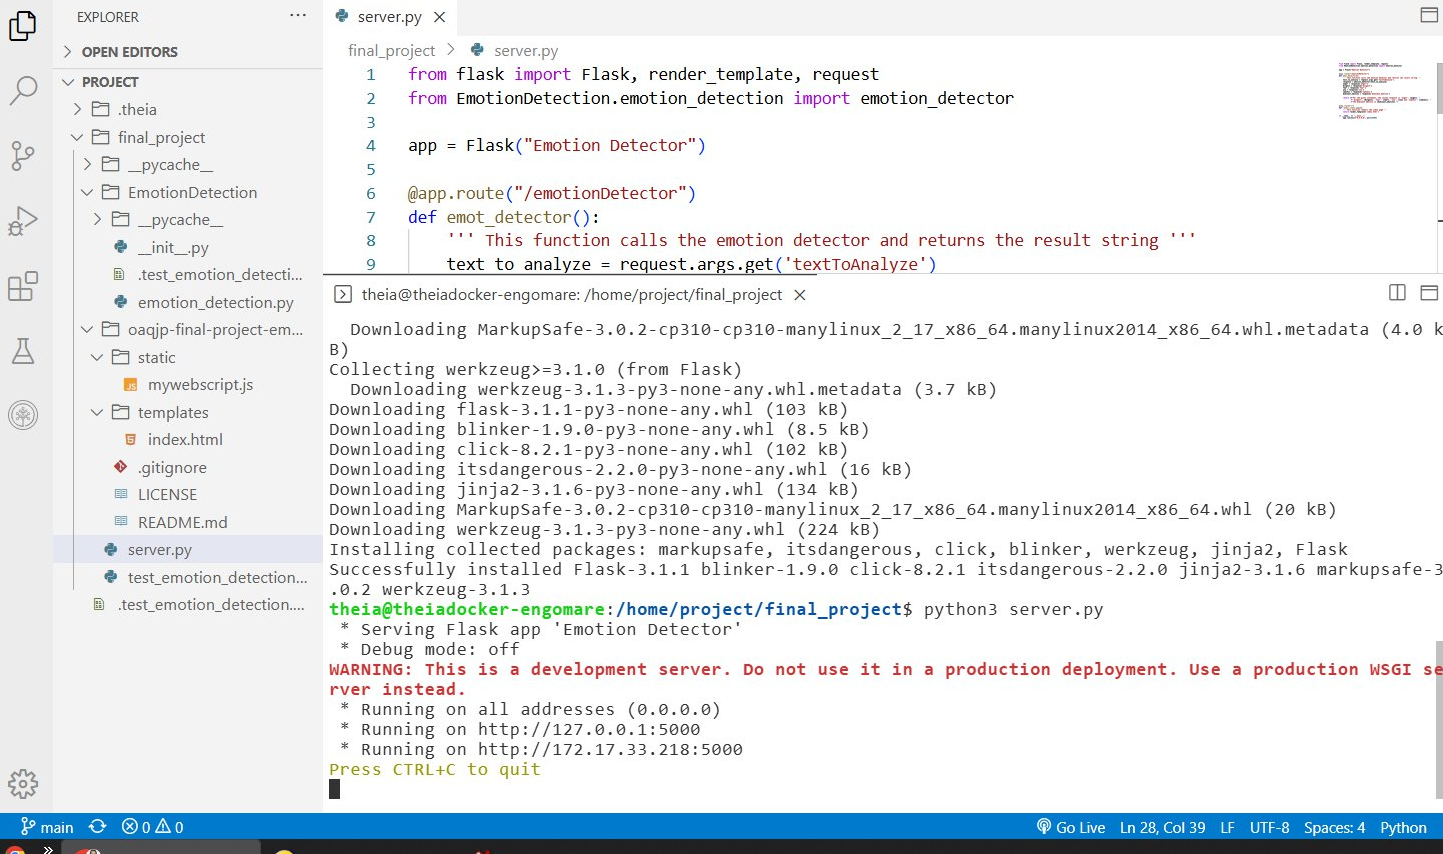 EXPLORER
OPEN EDITORS
PROJECT
.theia
final_project
__pycache__
EmotionDetection
__pycache__
__init__.py
.test_emotion_detecti...
emotion_detection.py
oaqjp-final-project-em...
static
JS mywebscript.js
templates
index.html
.gitignore
LICENSE
README.md
server.py
test_emotion_detection...
.test_emotion_detection....
server.py
final_project > server.py
1 from flask import Flask, render_template, request
2 from EmotionDetection.emotion_detection import emotion_detector
3
4 app = Flask("Emotion Detector")
5
6 @app.route("/emotionDetector")
7 def emot_detector():
8 ''' This function calls the emotion detector and returns the result string '''
9 text_to_analyze = request.args.get('textToAnalyze')
theia@theiadocker-engomare: /home/project/final_project
Downloading MarkupSafe-3.0.2-cp310-cp310-manylinux_2_17_x86_64.manylinux2014_x86_64.whl.metadata (4.0 k
B)
Collecting werkzeug>=3.1.0 (from Flask)
Downloading werkzeug-3.1.3-py3-none-any.whl.metadata (3.7 kB)
Downloading flask-3.1.1-py3-none-any.whl (103 kB)
Downloading blinker-1.9.0-py3-none-any.whl (8.5 kB)
Downloading click-8.2.1-py3-none-any.whl (102 kB)
Downloading itsdangerous-2.2.0-py3-none-any.whl (16 kB)
Downloading jinja2-3.1.6-py3-none-any.whl (134 kB)
Downloading MarkupSafe-3.0.2-cp310-cp310-manylinux_2_17_x86_64.manylinux2014_x86_64.whl (20 kB)
Downloading werkzeug-3.1.3-py3-none-any.whl (224 kB)
Installing collected packages: markupsafe, itsdangerous, click, blinker, werkzeug, jinja2, Flask
Successfully installed Flask-3.1.1 blinker-1.9.0 click-8.2.1 itsdangerous-2.2.0 jinja2-3.1.6 markupsafe-3
.0.2 werkzeug-3.1.3
theia@theiadocker-engomare:/home/project/final_project$ python3 server.py
* Serving Flask app 'Emotion Detector'
* Debug mode: off
WARNING: This is a development server. Do not use it in a production deployment. Use a production WSGI se
rver instead.
* Running on all addresses (0.0.0.0)
* Running on http://127.0.0.1:5000
* Running on http://172.17.33.218:5000
Press CTRL+C to quit
main 0 0 Go Live Ln 28, Col 39 LF UTF-8 Spaces: 4 Python